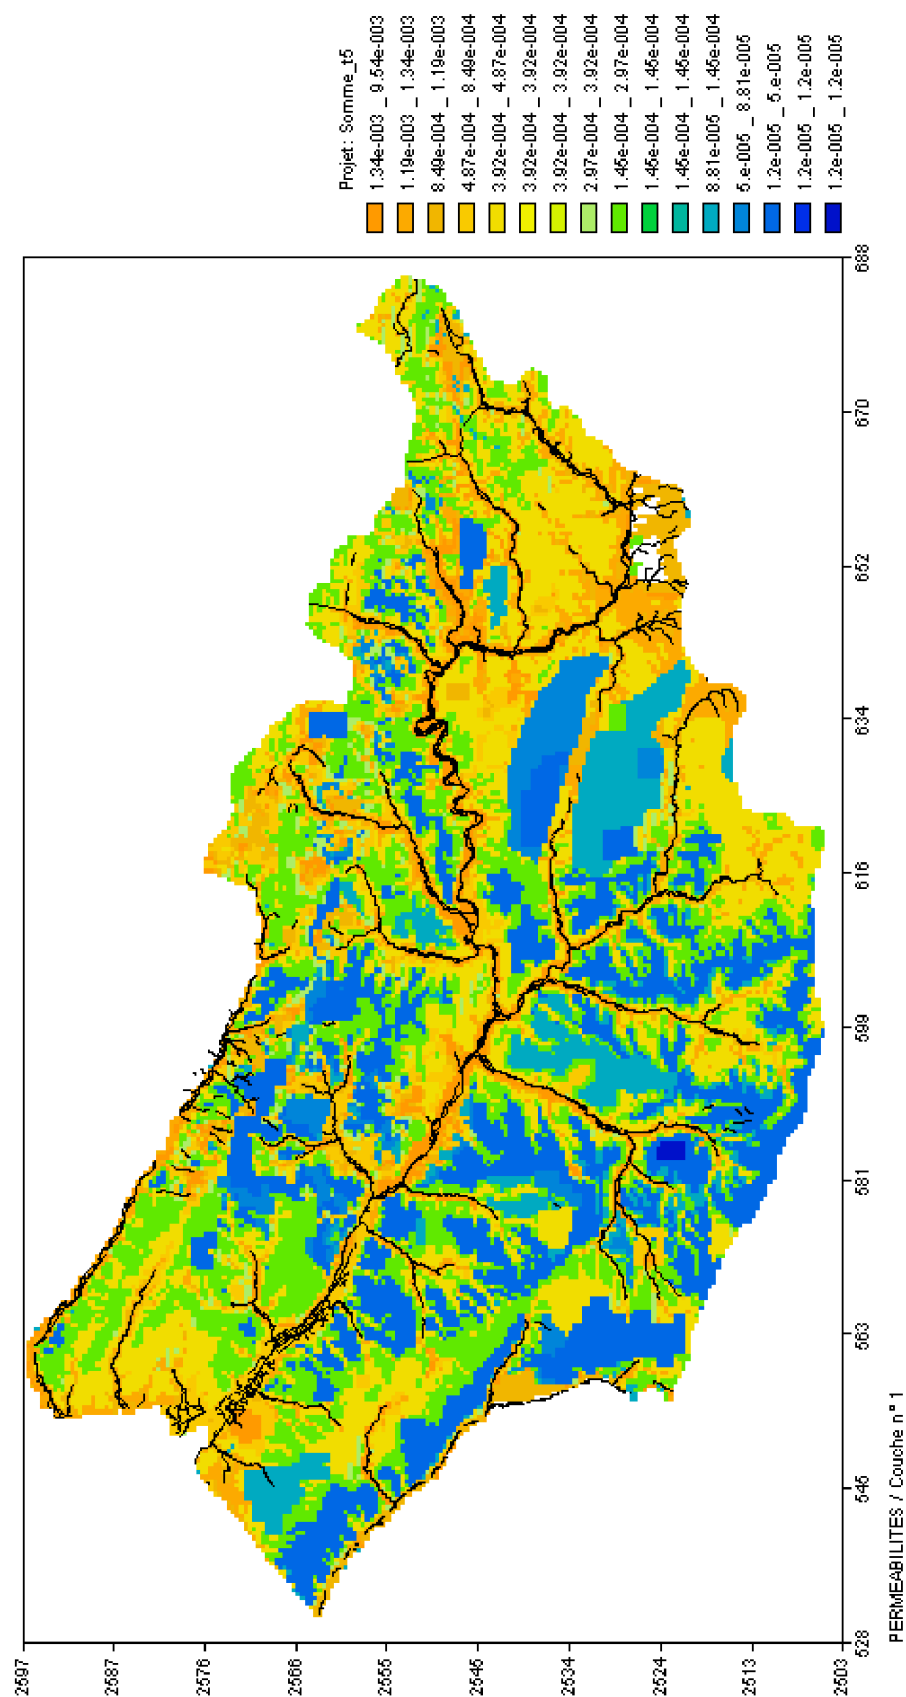 Projet: Somme_t5
1.34e-003 _ 9.54e-003
1.19e-003 _ 1.34e-003
8.49e-004 _ 1.19e-003
4.87e-004 _ 8.49e-004
3.92e-004 _ 4.87e-004
3.92e-004 _ 3.92e-004
3.92e-004 _ 3.92e-004
2.97e-004 _ 3.92e-004
1.45e-004 _ 2.97e-004
1.45e-004 _ 1.45e-004
1.45e-004 _ 1.45e-004
8.81e-005 _ 1.45e-004
5.e-005 _ 8.81e-005
1.2e-005 _ 5.e-005
1.2e-005 _ 1.2e-005
1.2e-005 _ 1.2e-005
2597
2587
2576
2566
2555
2545
2534
2524
2513
2503
528
546
563
581
599
616
634
652
670
688
PERMEABILITES / Couche n° 1